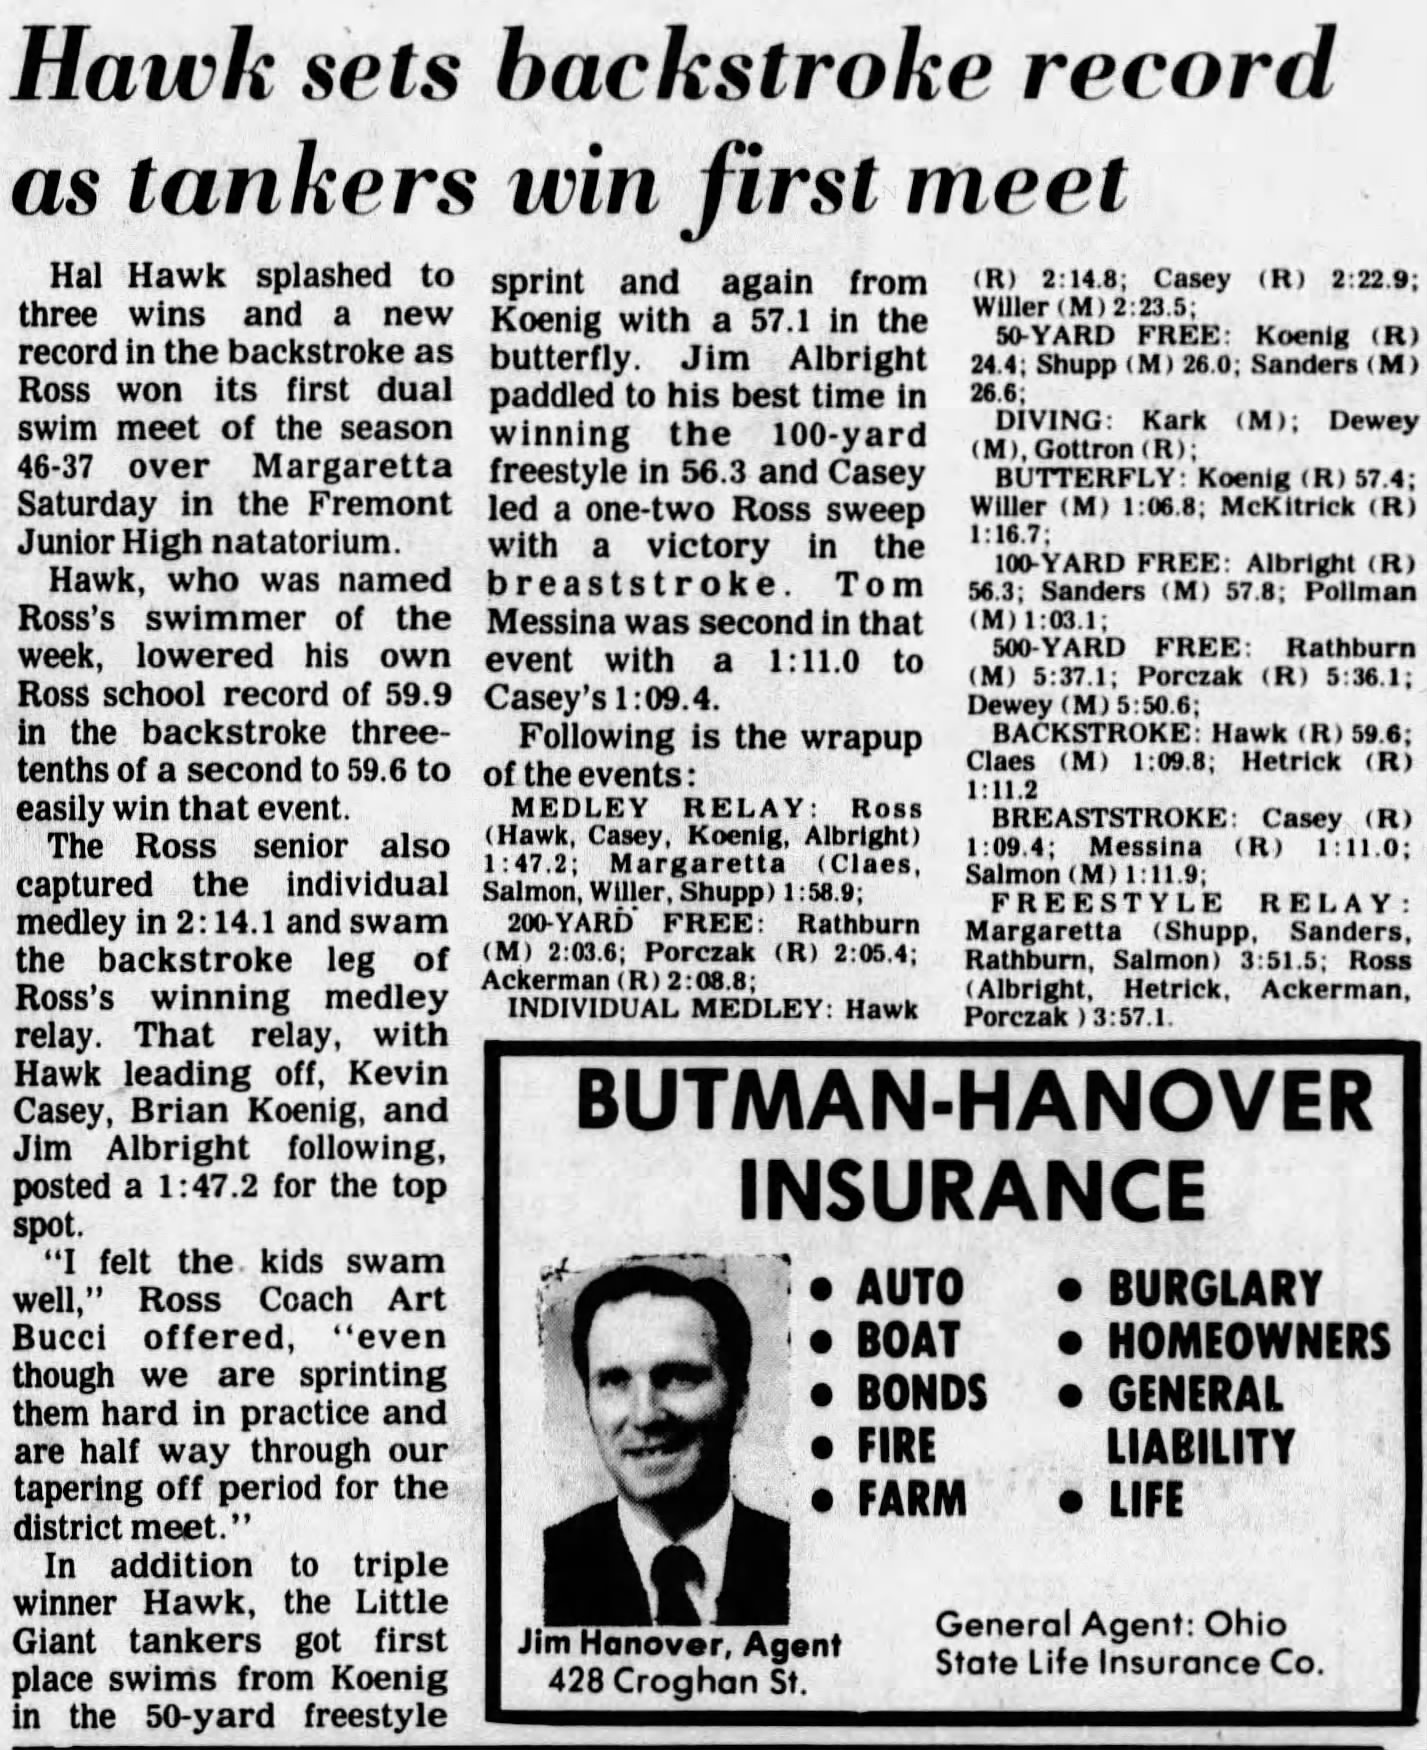 Hawk sets backstroke record
as tankers win first meet
Hal Hawk splashed to
three wins and a new
record in the backstroke as
Ross won its first dual
swim meet of the season
46-37 over Margaretta
Saturday in the Fremont
Junior High natatorium.
Hawk, who was named
Ross's swimmer of the
week, lowered his own
Ross school record of 59.9
in the backstroke three-
tenths of a second to 59.6 to
easily win that event.
The Ross senior also
captured the individual
medley in 2:14.1 and swam
the backstroke leg of
Ross's winning medley
relay. That relay, with
Hawk leading off, Kevin
Casey, Brian Koenig, and
Jim Albright following,
posted a 1:47.2 for the top
spot.
"I felt the kids swam
well," Ross Coach Art
Bucci offered, "even
though we are sprinting
them hard in practice and
are half way through our
tapering off period for the
district meet."
In addition to triple
winner Hawk, the Little
Giant tankers got first
place swims from Koenig
in the 50-yard freestyle
sprint and again from
Koenig with a 57.1 in the
butterfly. Jim Albright
paddled to his best time in
winning the 100-yard
freestyle in 56.3 and Casey
led a one-two Ross sweep
with a victory in the
breaststroke. Tom
Messina was second in that
event with a 1:11.0 to
Casey's 1:09.4.
Following is the wrapup
of the events:
MEDLEY RELAY: Ross
(Hawk, Casey, Koenig, Albright)
1:47.2; Margaretta (Claes,
Salmon, Willer, Shupp) 1:58.9;
200-YARD FREE: Rathburn
(M) 2:03.6; Porczak (R) 2:05.4;
Ackerman (R) 2:08.8;
INDIVIDUAL MEDLEY: Hawk
(R) 2:14.8; Casey (R) 2:22.9;
Willer (M) 2:23.5;
50-YARD FREE: Koenig (R)
24.4; Shupp (M) 26.0; Sanders (M)
26.6;
DIVING: Kark (M); Dewey
(M), Gottron (R);
BUTTERFLY: Koenig (R) 57.4;
Willer (M) 1:06.8; McKitrick (R)
1:16.7;
100-YARD FREE: Albright (R)
56.3; Sanders (M) 57.8; Pollman
(M) 1:03.1;
500-YARD FREE: Rathburn
(M) 5:37.1; Porczak (R) 5:36.1;
Dewey (M) 5:50.6;
BACKSTROKE: Hawk (R) 59.6;
Claes (M) 1:09.8; Hetrick (R)
1:11.2
BREASTSTROKE: Casey (R)
1:09.4; Messina (R) 1:11.0;
Salmon (M) 1:11.9;
FREESTYLE RELAY:
Margaretta (Shupp, Sanders,
Rathburn, Salmon) 3:51.5; Ross
(Albright, Hetrick, Ackerman,
Porczak ) 3:57.1.
BUTMAN-HANOVER
INSURANCE
• AUTO
• BOAT
• BONDS
• FIRE
• FARM
• BURGLARY
• HOMEOWNERS
• GENERAL
LIABILITY
• LIFE
Jim Hanover, Agent
428 Croghan St.
General Agent: Ohio
State Life Insurance Co.